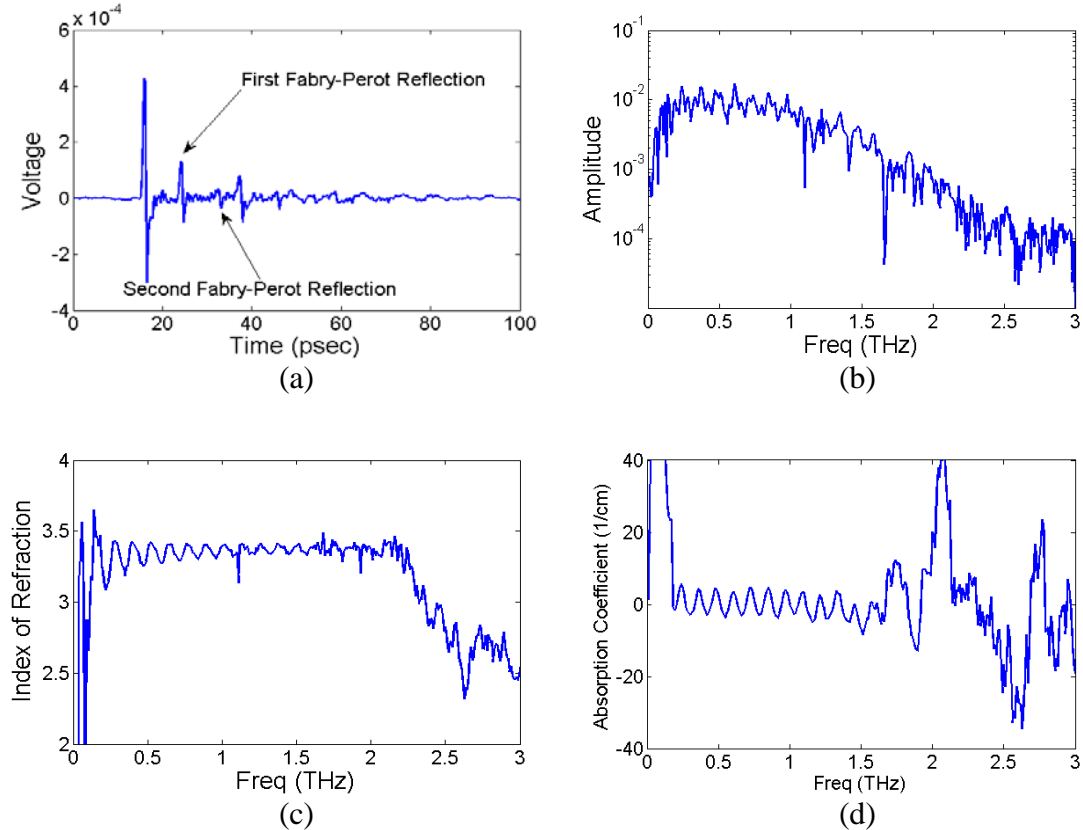 6 x 10^-4
4
2
0
-2
-4
Voltage
First Fabry-Perot Reflection
Second Fabry-Perot Reflection
0 20 40 60 80 100
Time (psec)
(a)
10^-1
10^-2
10^-3
10^-4
Amplitude
0 0.5 1 1.5 2 2.5 3
Freq (THz)
(b)
4
3.5
3
2.5
2
Index of Refraction
0 0.5 1 1.5 2 2.5 3
Freq (THz)
(c)
40
20
0
-20
-40
Absorption Coefficient (1/cm)
0 0.5 1 1.5 2 2.5 3
Freq (THz)
(d)